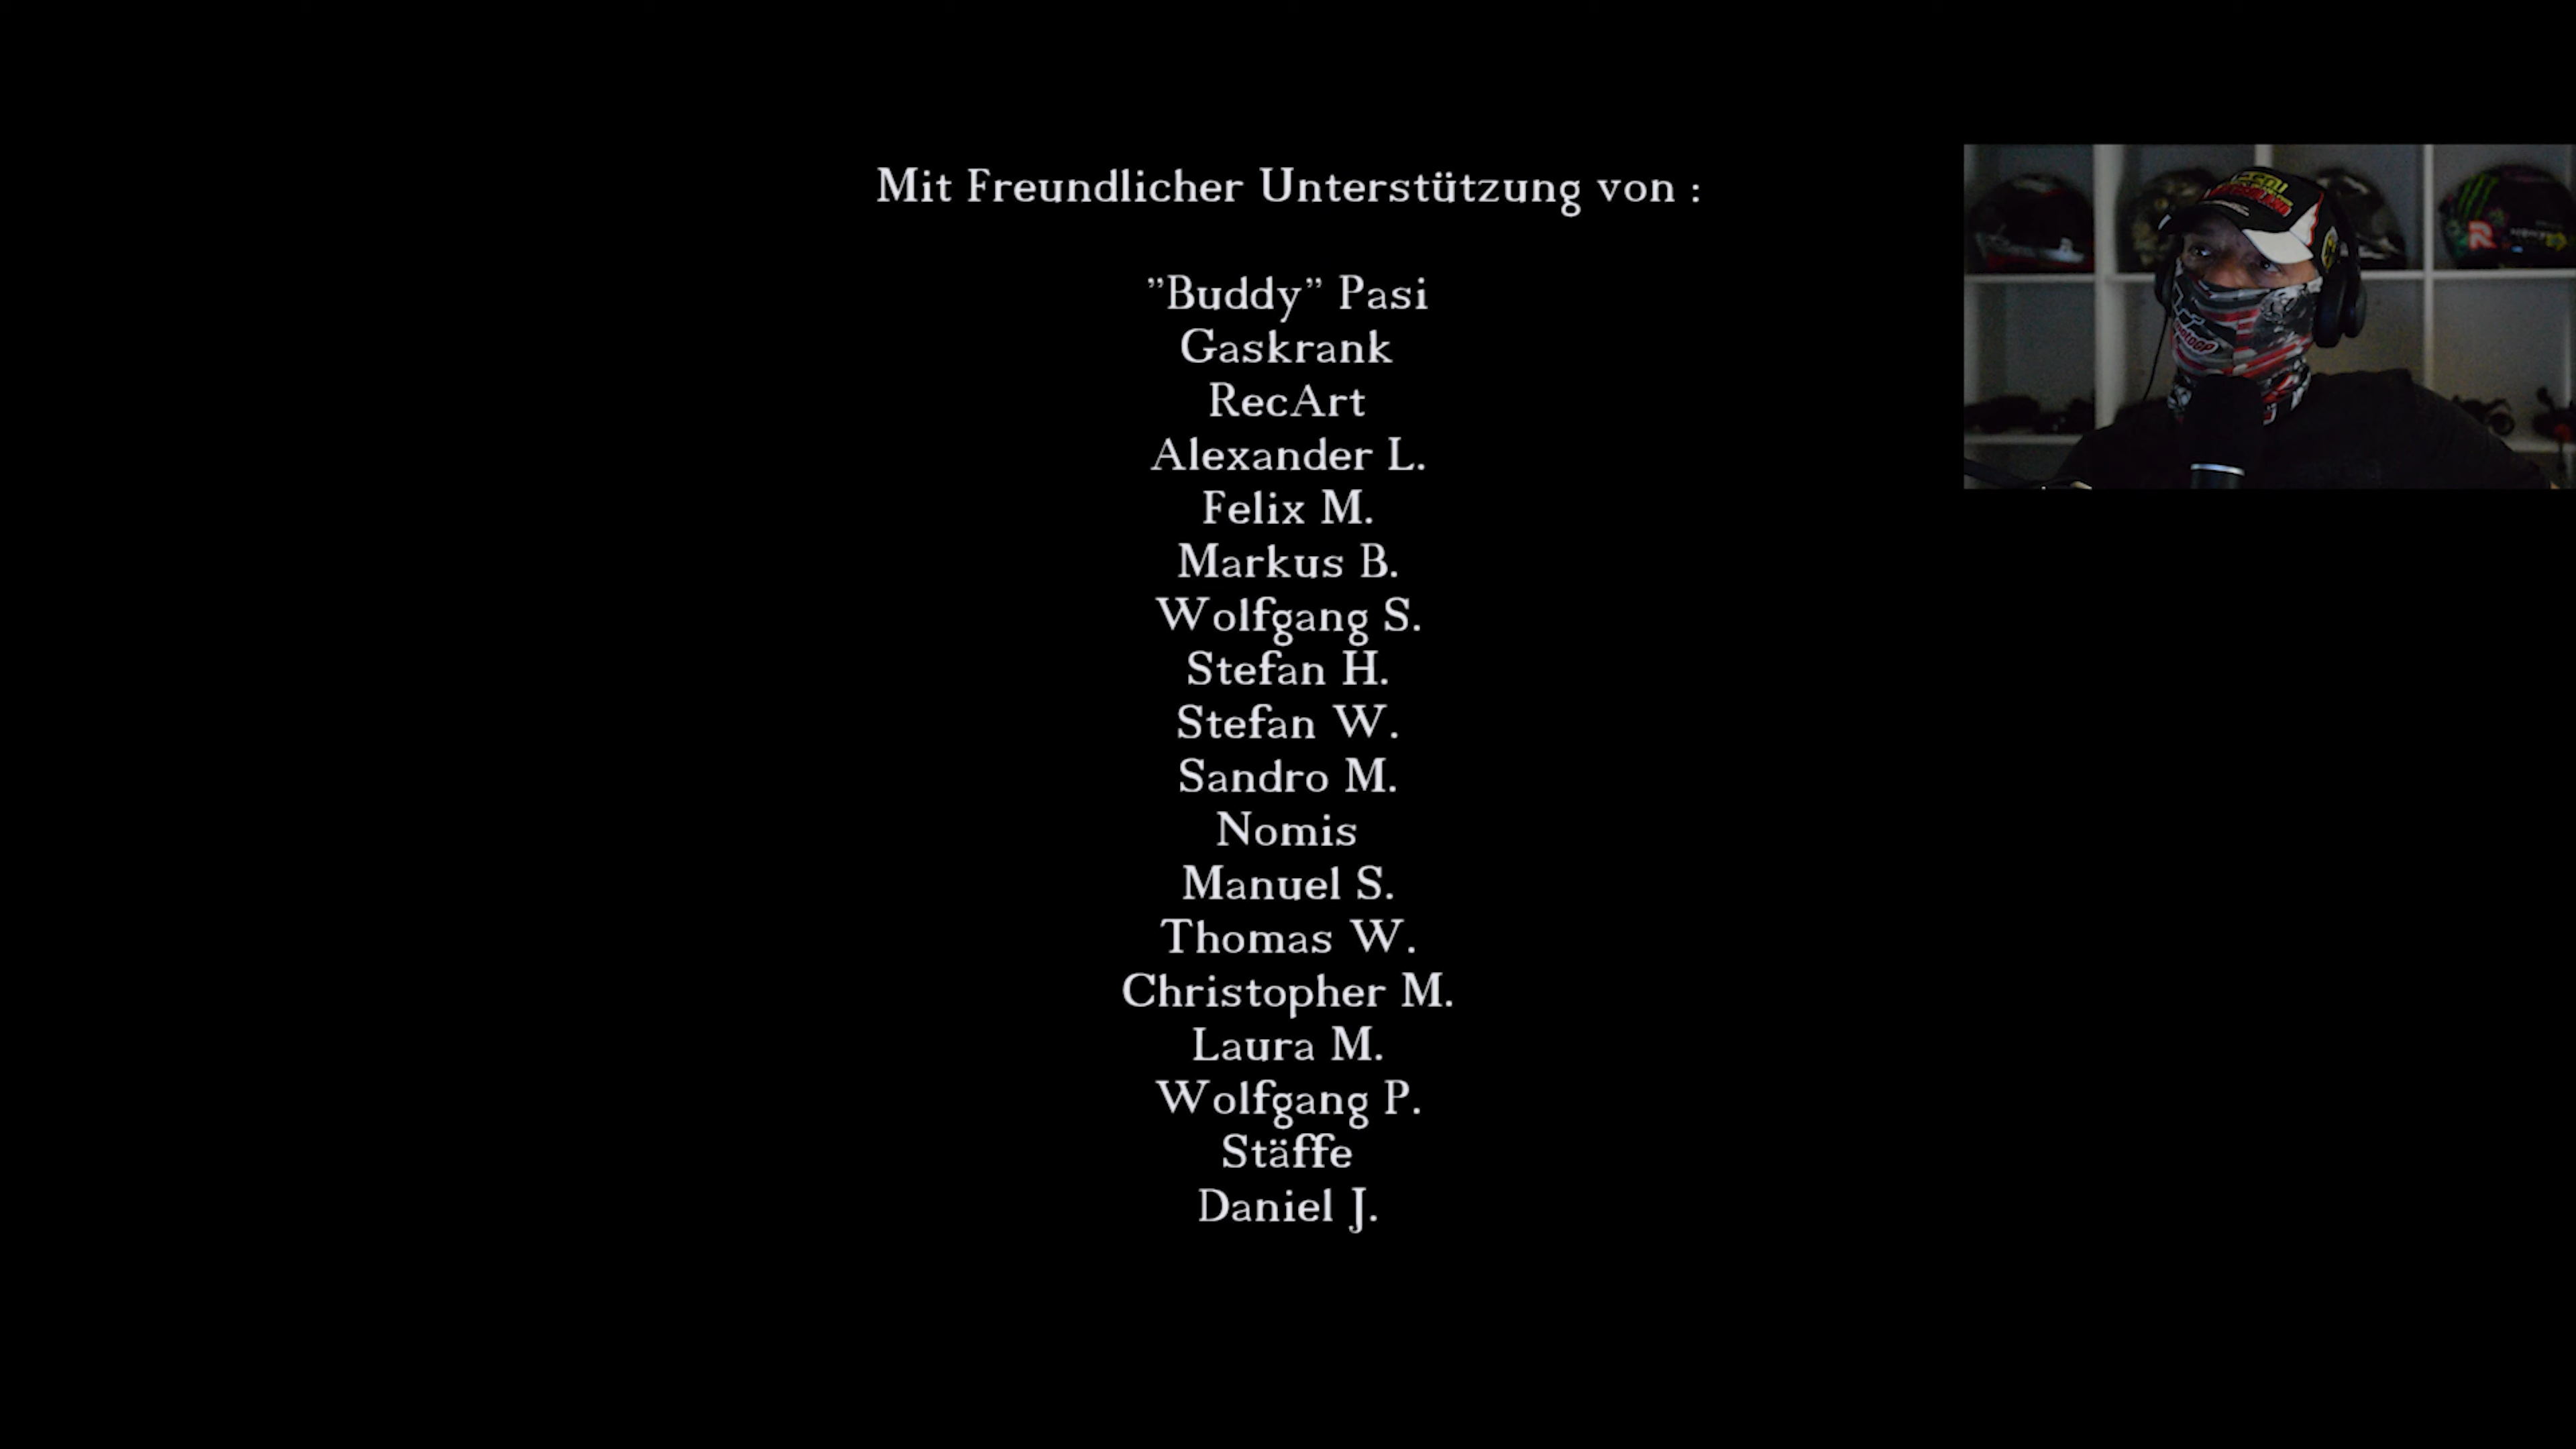 Mit Freundlicher Unterstützung von :
"Buddy" Pasi
Gaskrank
RecArt
Alexander L.
Felix M.
Markus B.
Wolfgang S.
Stefan H.
Stefan W.
Sandro M.
Nomis
Manuel S.
Thomas W.
Christopher M.
Laura M.
Wolfgang P.
Stäffe
Daniel J.